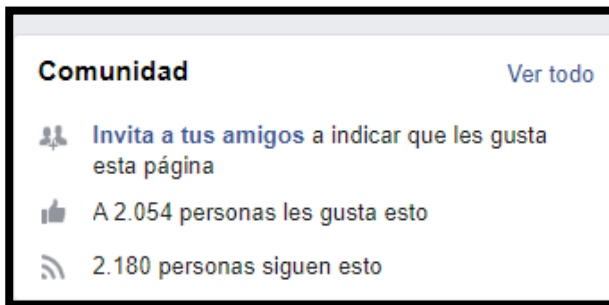 Comunidad
Ver todo
Invita a tus amigos a indicar que les gusta
esta página
A 2.054 personas les gusta esto
2.180 personas siguen esto